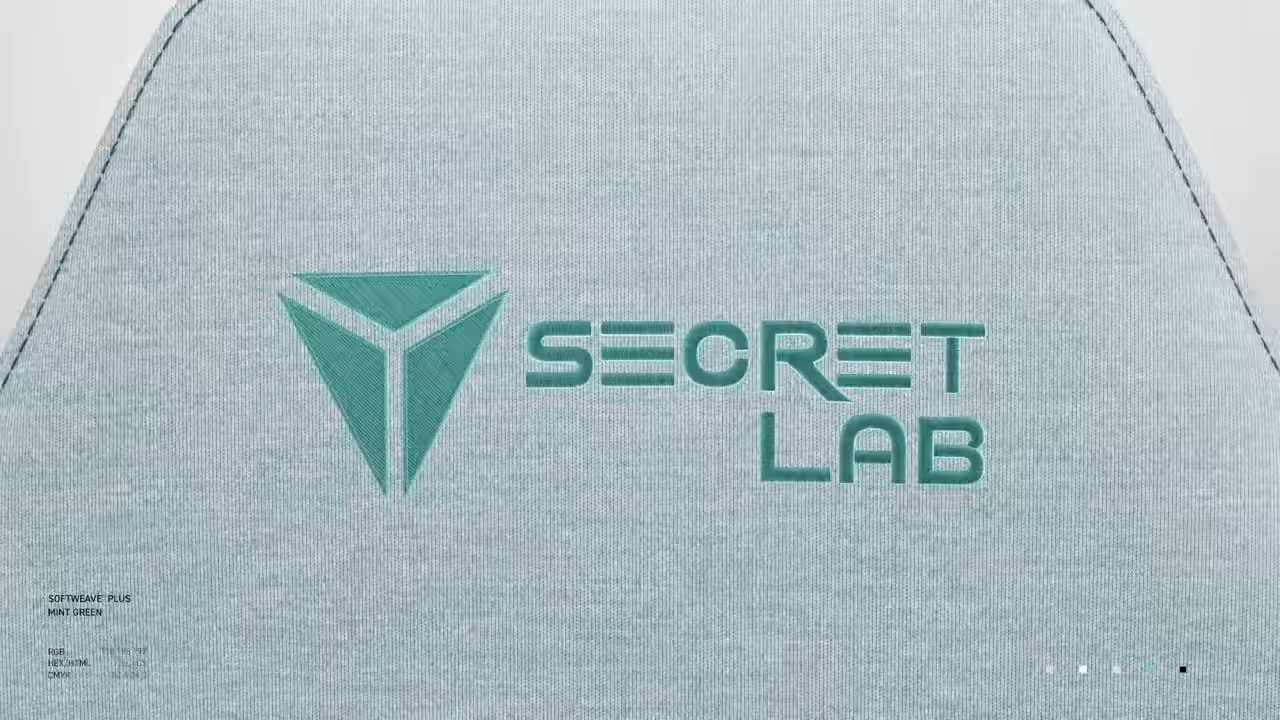 SECRET
LAB
SOFTWEAVE® PLUS
MINT GREEN
RGB
HEX/HTML
CMYK